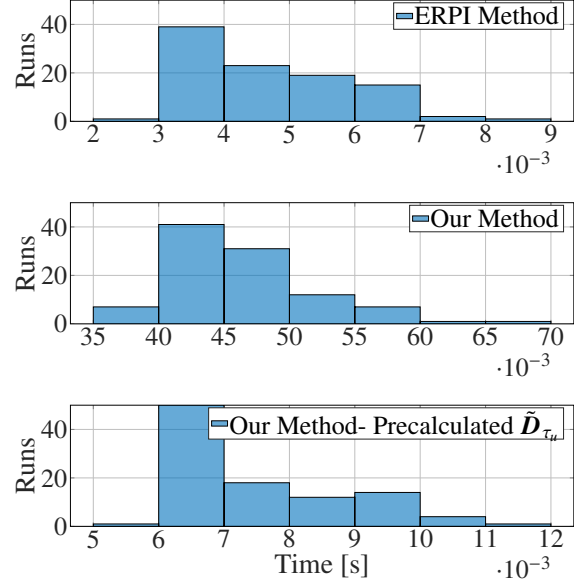 ERPI Method
Runs
40
20
0
2 3 4 5 6 7 8 9
·10⁻³
Our Method
Runs
40
20
0
35 40 45 50 55 60 65 70
·10⁻³
Our Method- Precalculated D̃_τᵤ
Runs
40
20
0
5 6 7 8 9 10 11 12
Time [s]
·10⁻³